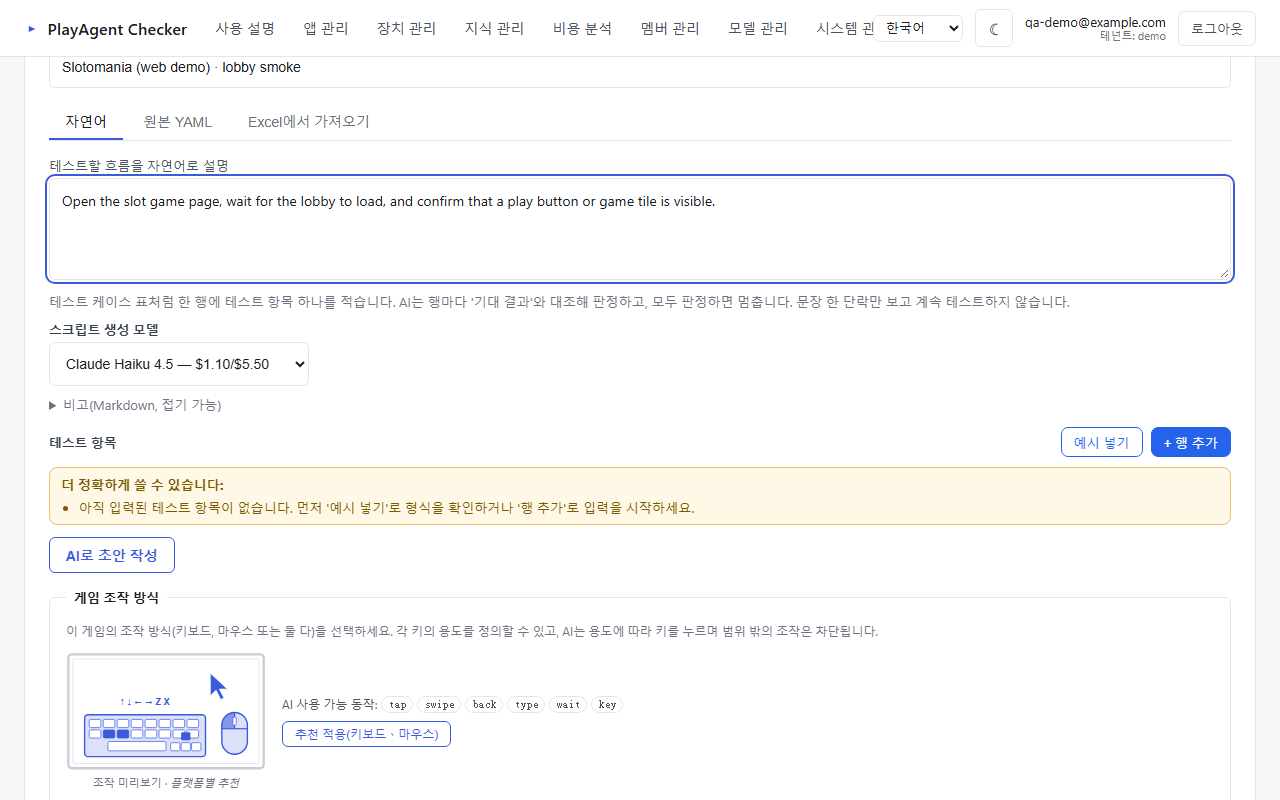 PlayAgent Checker
사용 설명
앱 관리
장치 관리
지식 관리
비용 분석
멤버 관리
모델 관리
시스템 관
한국어
qa-demo@example.com
테넌트: demo
로그아웃
Slotomania (web demo) · lobby smoke
자연어
원본 YAML
Excel에서 가져오기
테스트할 흐름을 자연어로 설명
Open the slot game page, wait for the lobby to load, and confirm that a play button or game tile is visible.
테스트 케이스 표처럼 한 행에 테스트 항목 하나를 적습니다. AI는 행마다 '기대 결과'와 대조해 판정하고, 모두 판정하면 멈춥니다. 문장 한 단락만 보고 계속 테스트하지 않습니다.
스크립트 생성 모델
Claude Haiku 4.5 — $1.10/$5.50
비고(Markdown, 접기 가능)
테스트 항목
예시 넣기
+ 행 추가
더 정확하게 쓸 수 있습니다:
• 아직 입력된 테스트 항목이 없습니다. 먼저 '예시 넣기'로 형식을 확인하거나 '행 추가'로 입력을 시작하세요.
AI로 초안 작성
게임 조작 방식
이 게임의 조작 방식(키보드, 마우스 또는 둘 다)을 선택하세요. 각 키의 용도를 정의할 수 있고, AI는 용도에 따라 키를 누르며 범위 밖의 조작은 차단됩니다.
↑↓←→ZX
AI 사용 가능 동작: tap swipe back type wait key
추천 적용(키보드、마우스)
조작 미리보기 · 플랫폼별 추천